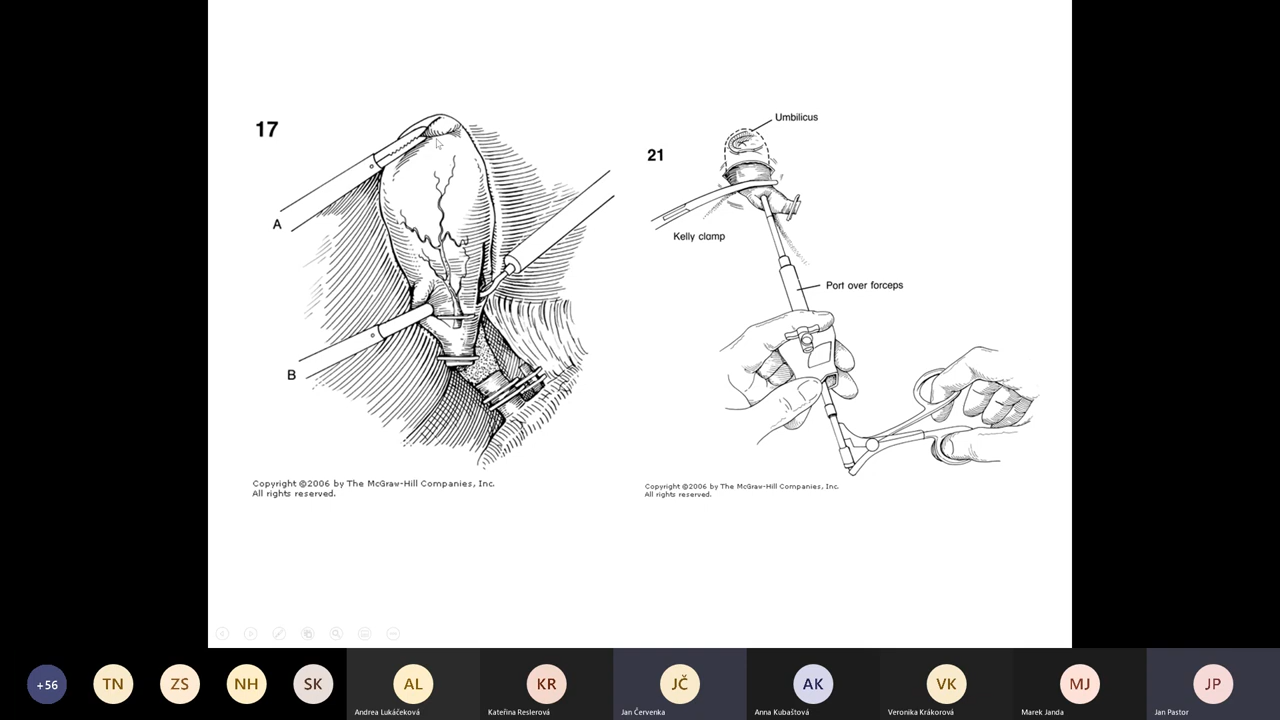 17
A
B
Copyright ©2006 by The McGraw-Hill Companies, Inc.
All rights reserved.
Umbilicus
21
Kelly clamp
Port over forceps
Copyright ©2006 by The McGraw-Hill Companies, Inc.
All rights reserved.
+56
TN
ZS
NH
SK
AL
Andrea Lukáčeková
KR
Kateřina Reslerová
JČ
Jan Červenka
AK
Anna Kubaštová
VK
Veronika Krákorová
MJ
Marek Janda
JP
Jan Pastor